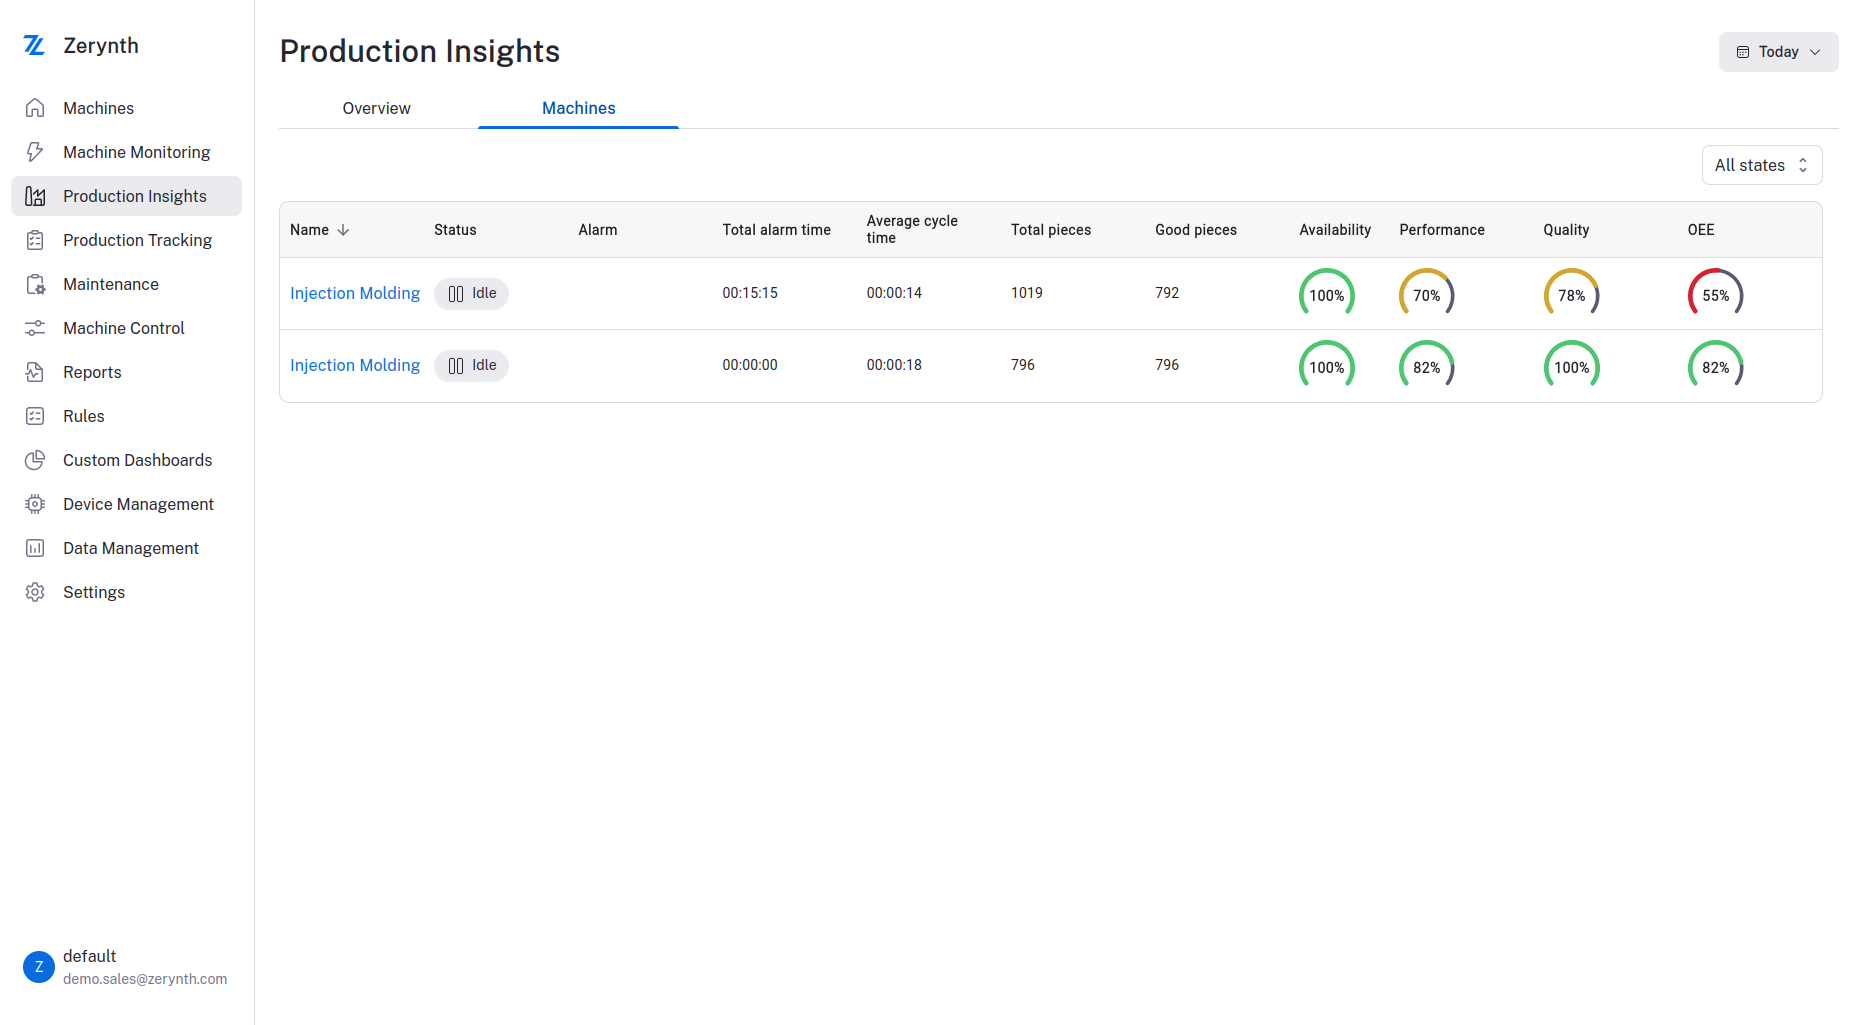 Zerynth
Machines
Machine Monitoring
Production Insights
Production Tracking
Maintenance
Machine Control
Reports
Rules
Custom Dashboards
Device Management
Data Management
Settings
Z
default
demo.sales@zerynth.com
Production Insights
Today
Overview Machines
All states
Name Status Alarm Total alarm time Average cycle time Total pieces Good pieces Availability Performance Quality OEE
Injection Molding Idle 00:15:15 00:00:14 1019 792 100% 70% 78% 55%
Injection Molding Idle 00:00:00 00:00:18 796 796 100% 82% 100% 82%